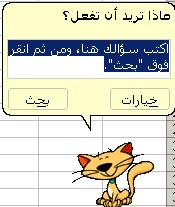 ماذا تريد أن تفعل؟
اكتب سؤالك هنا، ومن ثم انقر
فوق "بحث".
خيارات
بحث